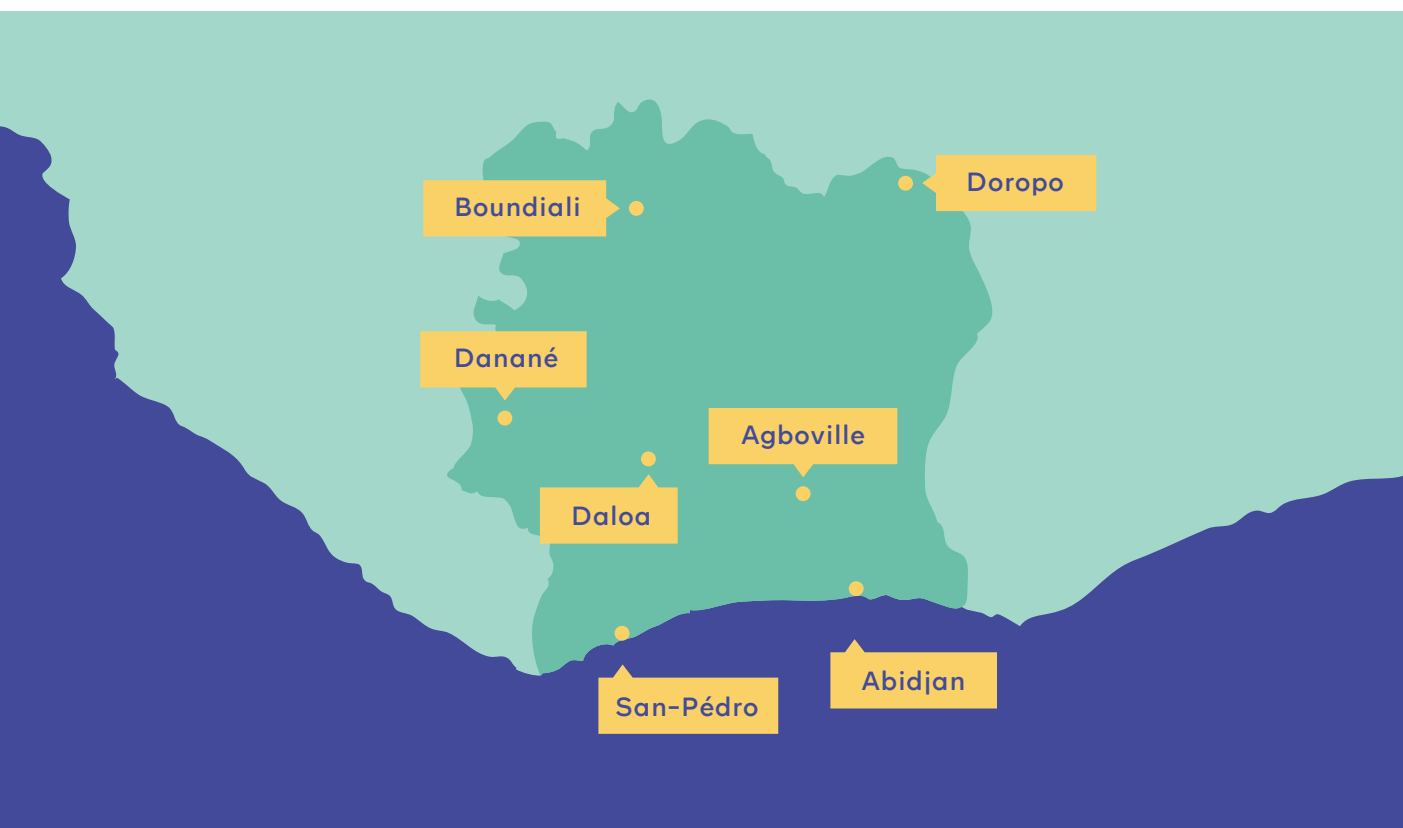 Doropo
Boundiali
Danané
Agboville
Daloa
Abidjan
San-Pédro